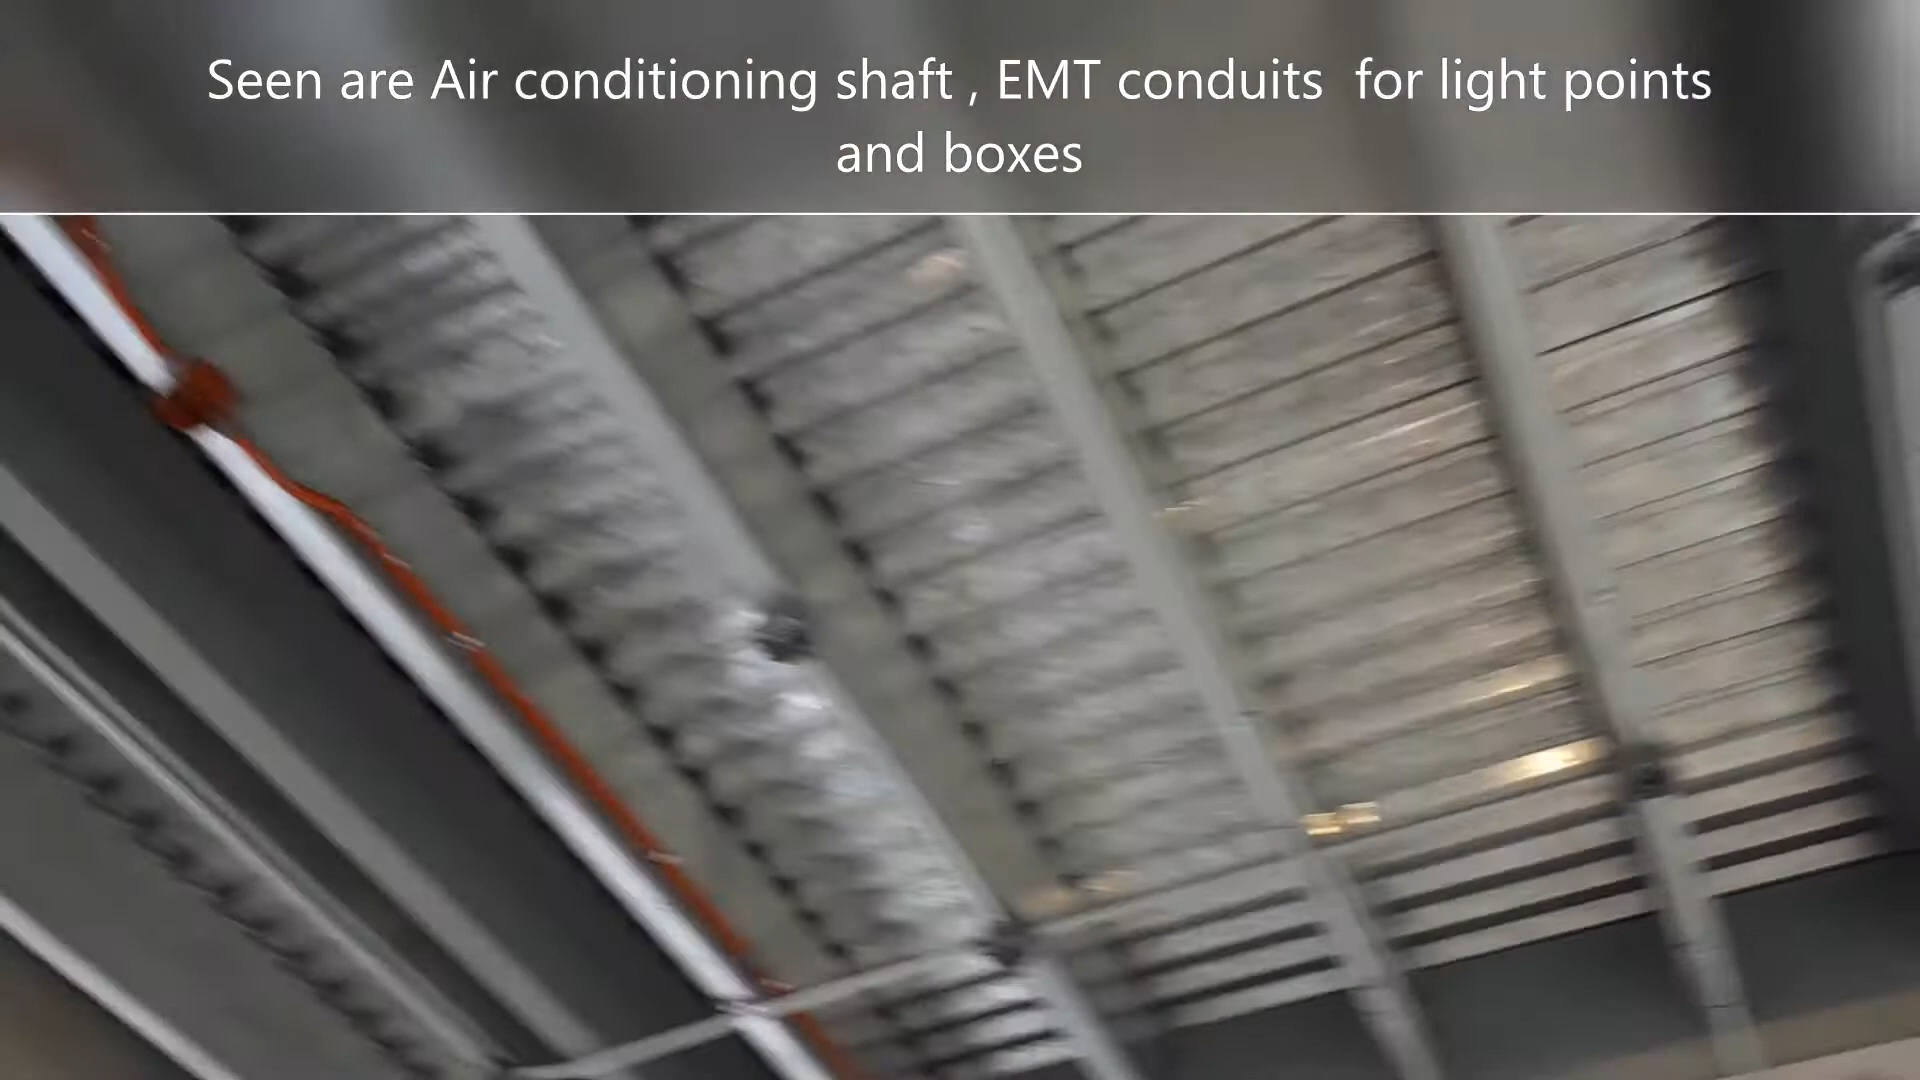 Seen are Air conditioning shaft , EMT conduits  for light points
and boxes